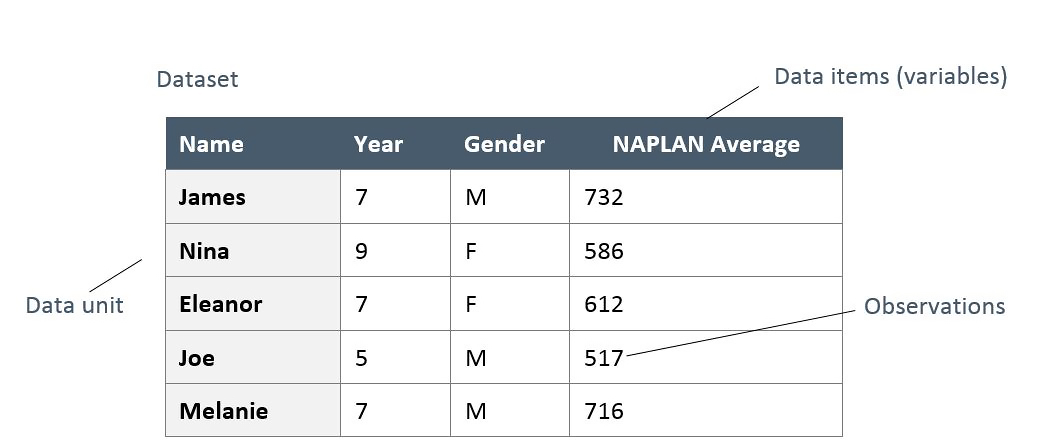 Dataset
Data items (variables)
Name Year Gender NAPLAN Average
James 7 M 732
Nina 9 F 586
Data unit
Eleanor 7 F 612
Observations
Joe 5 M 517
Melanie 7 M 716